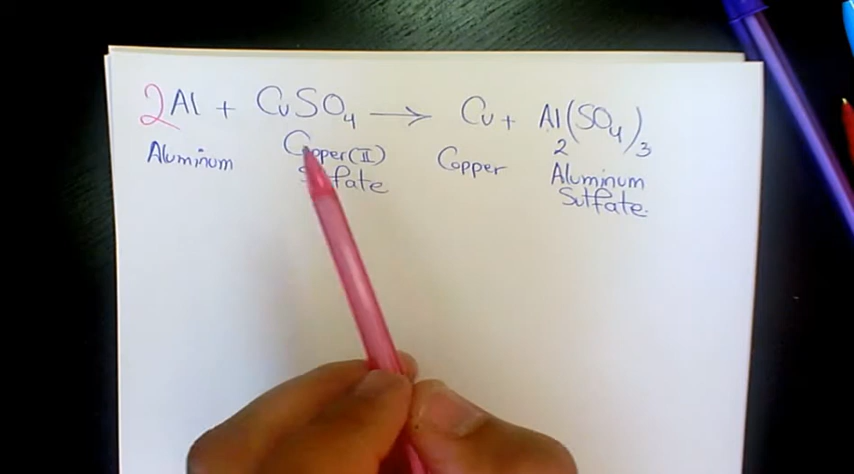 2Al + CuSO4 → Cu + Al2(SO4)3
Aluminum Copper(II) Copper Aluminum
Sulfate Sulfate.